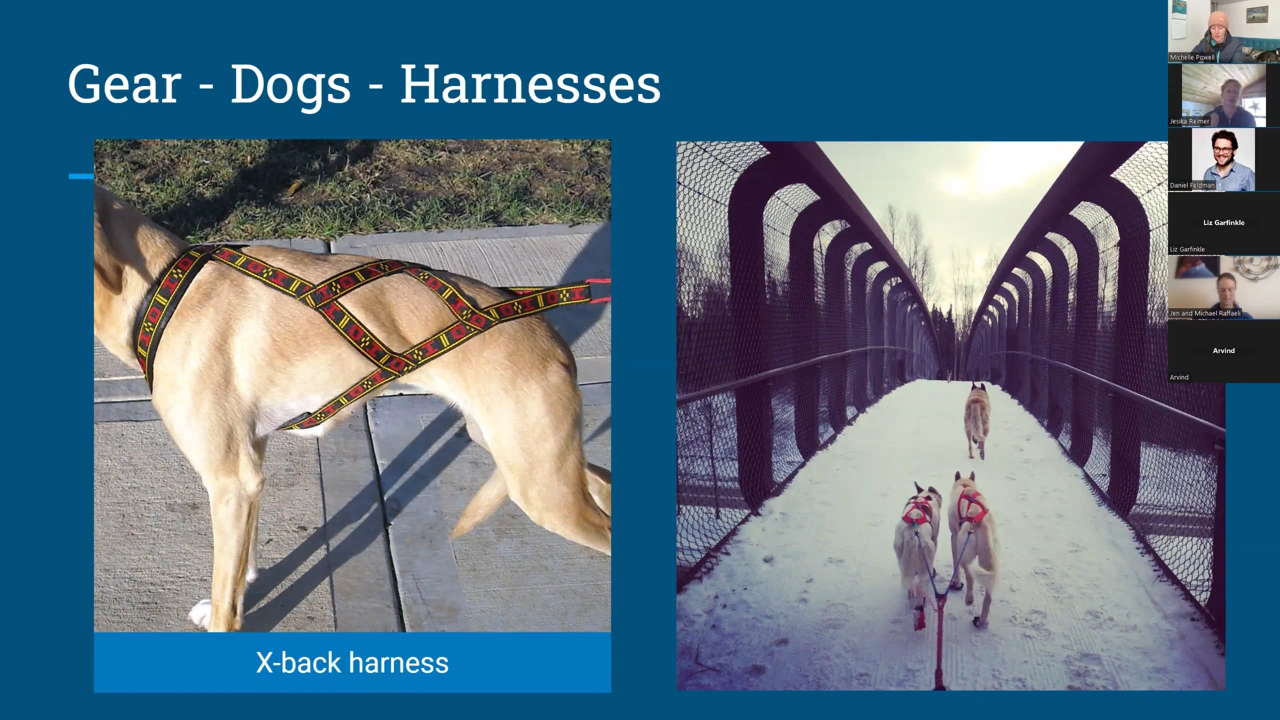 Gear - Dogs - Harnesses
X-back harness
Michelle Powell
Jesika Reimer
Daniel Feldman
Liz Garfinkle
Liz Garfinkle
Jen and Michael Raffaeli
Arvind
Arvind